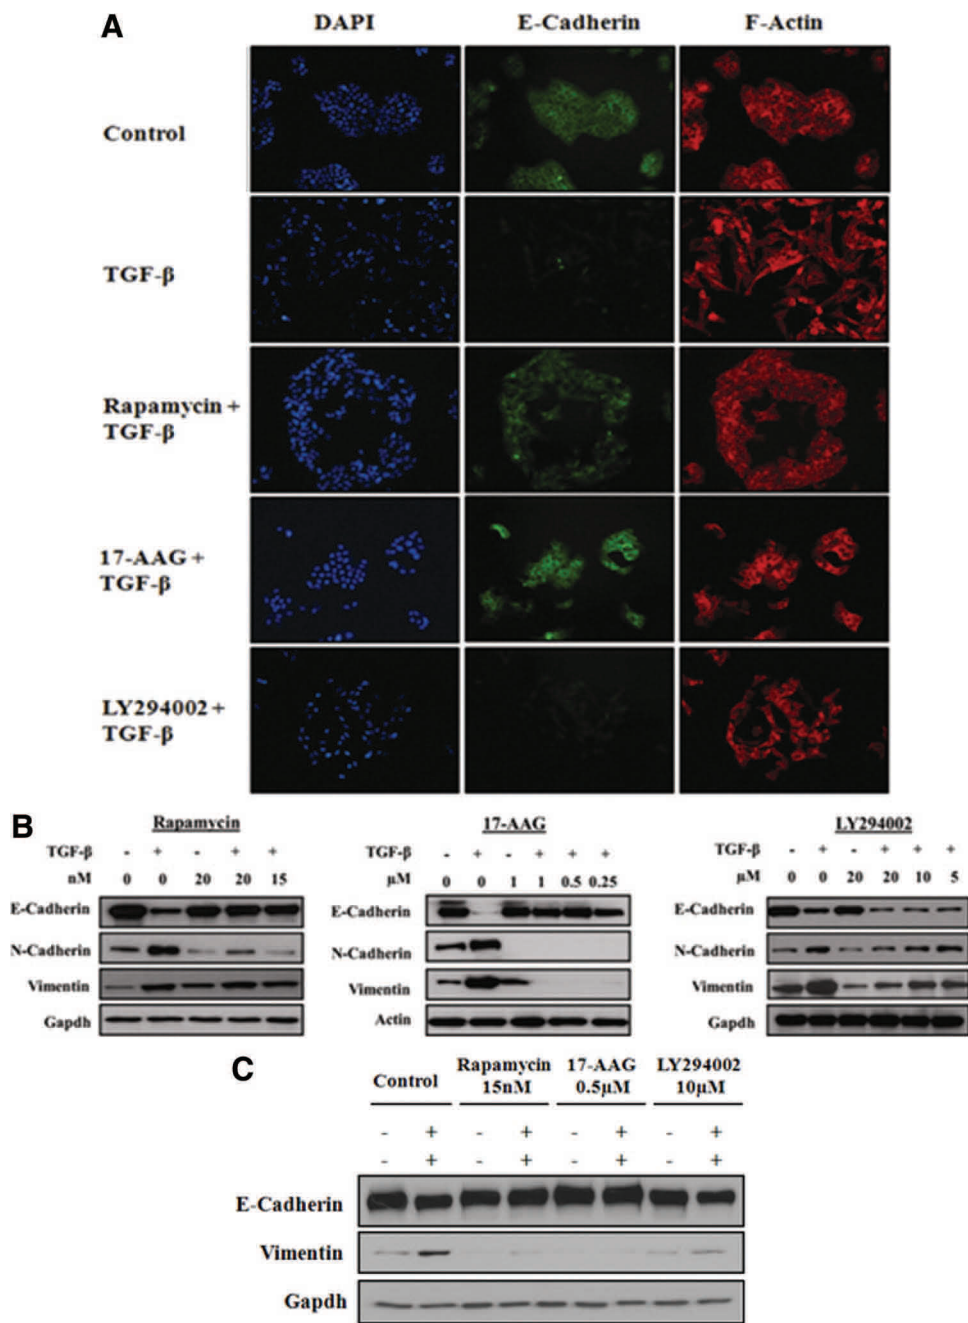 A
DAPI E-Cadherin F-Actin
Control
TGF-β
Rapamycin +
TGF-β
17-AAG +
TGF-β
LY294002 +
TGF-β
B
Rapamycin
TGF-β - + - + +
nM 0 0 20 20 15
E-Cadherin
N-Cadherin
Vimentin
Gapdh
17-AAG
TGF-β - + - + + +
µM 0 0 1 1 0.5 0.25
E-Cadherin
N-Cadherin
Vimentin
Actin
LY294002
TGF-β - + - + + +
µM 0 0 20 20 10 5
E-Cadherin
N-Cadherin
Vimentin
Gapdh
C
Control Rapamycin 17-AAG LY294002
15nM 0.5µM 10µM
- + - + - + - +
- + - + - + - +
E-Cadherin
Vimentin
Gapdh